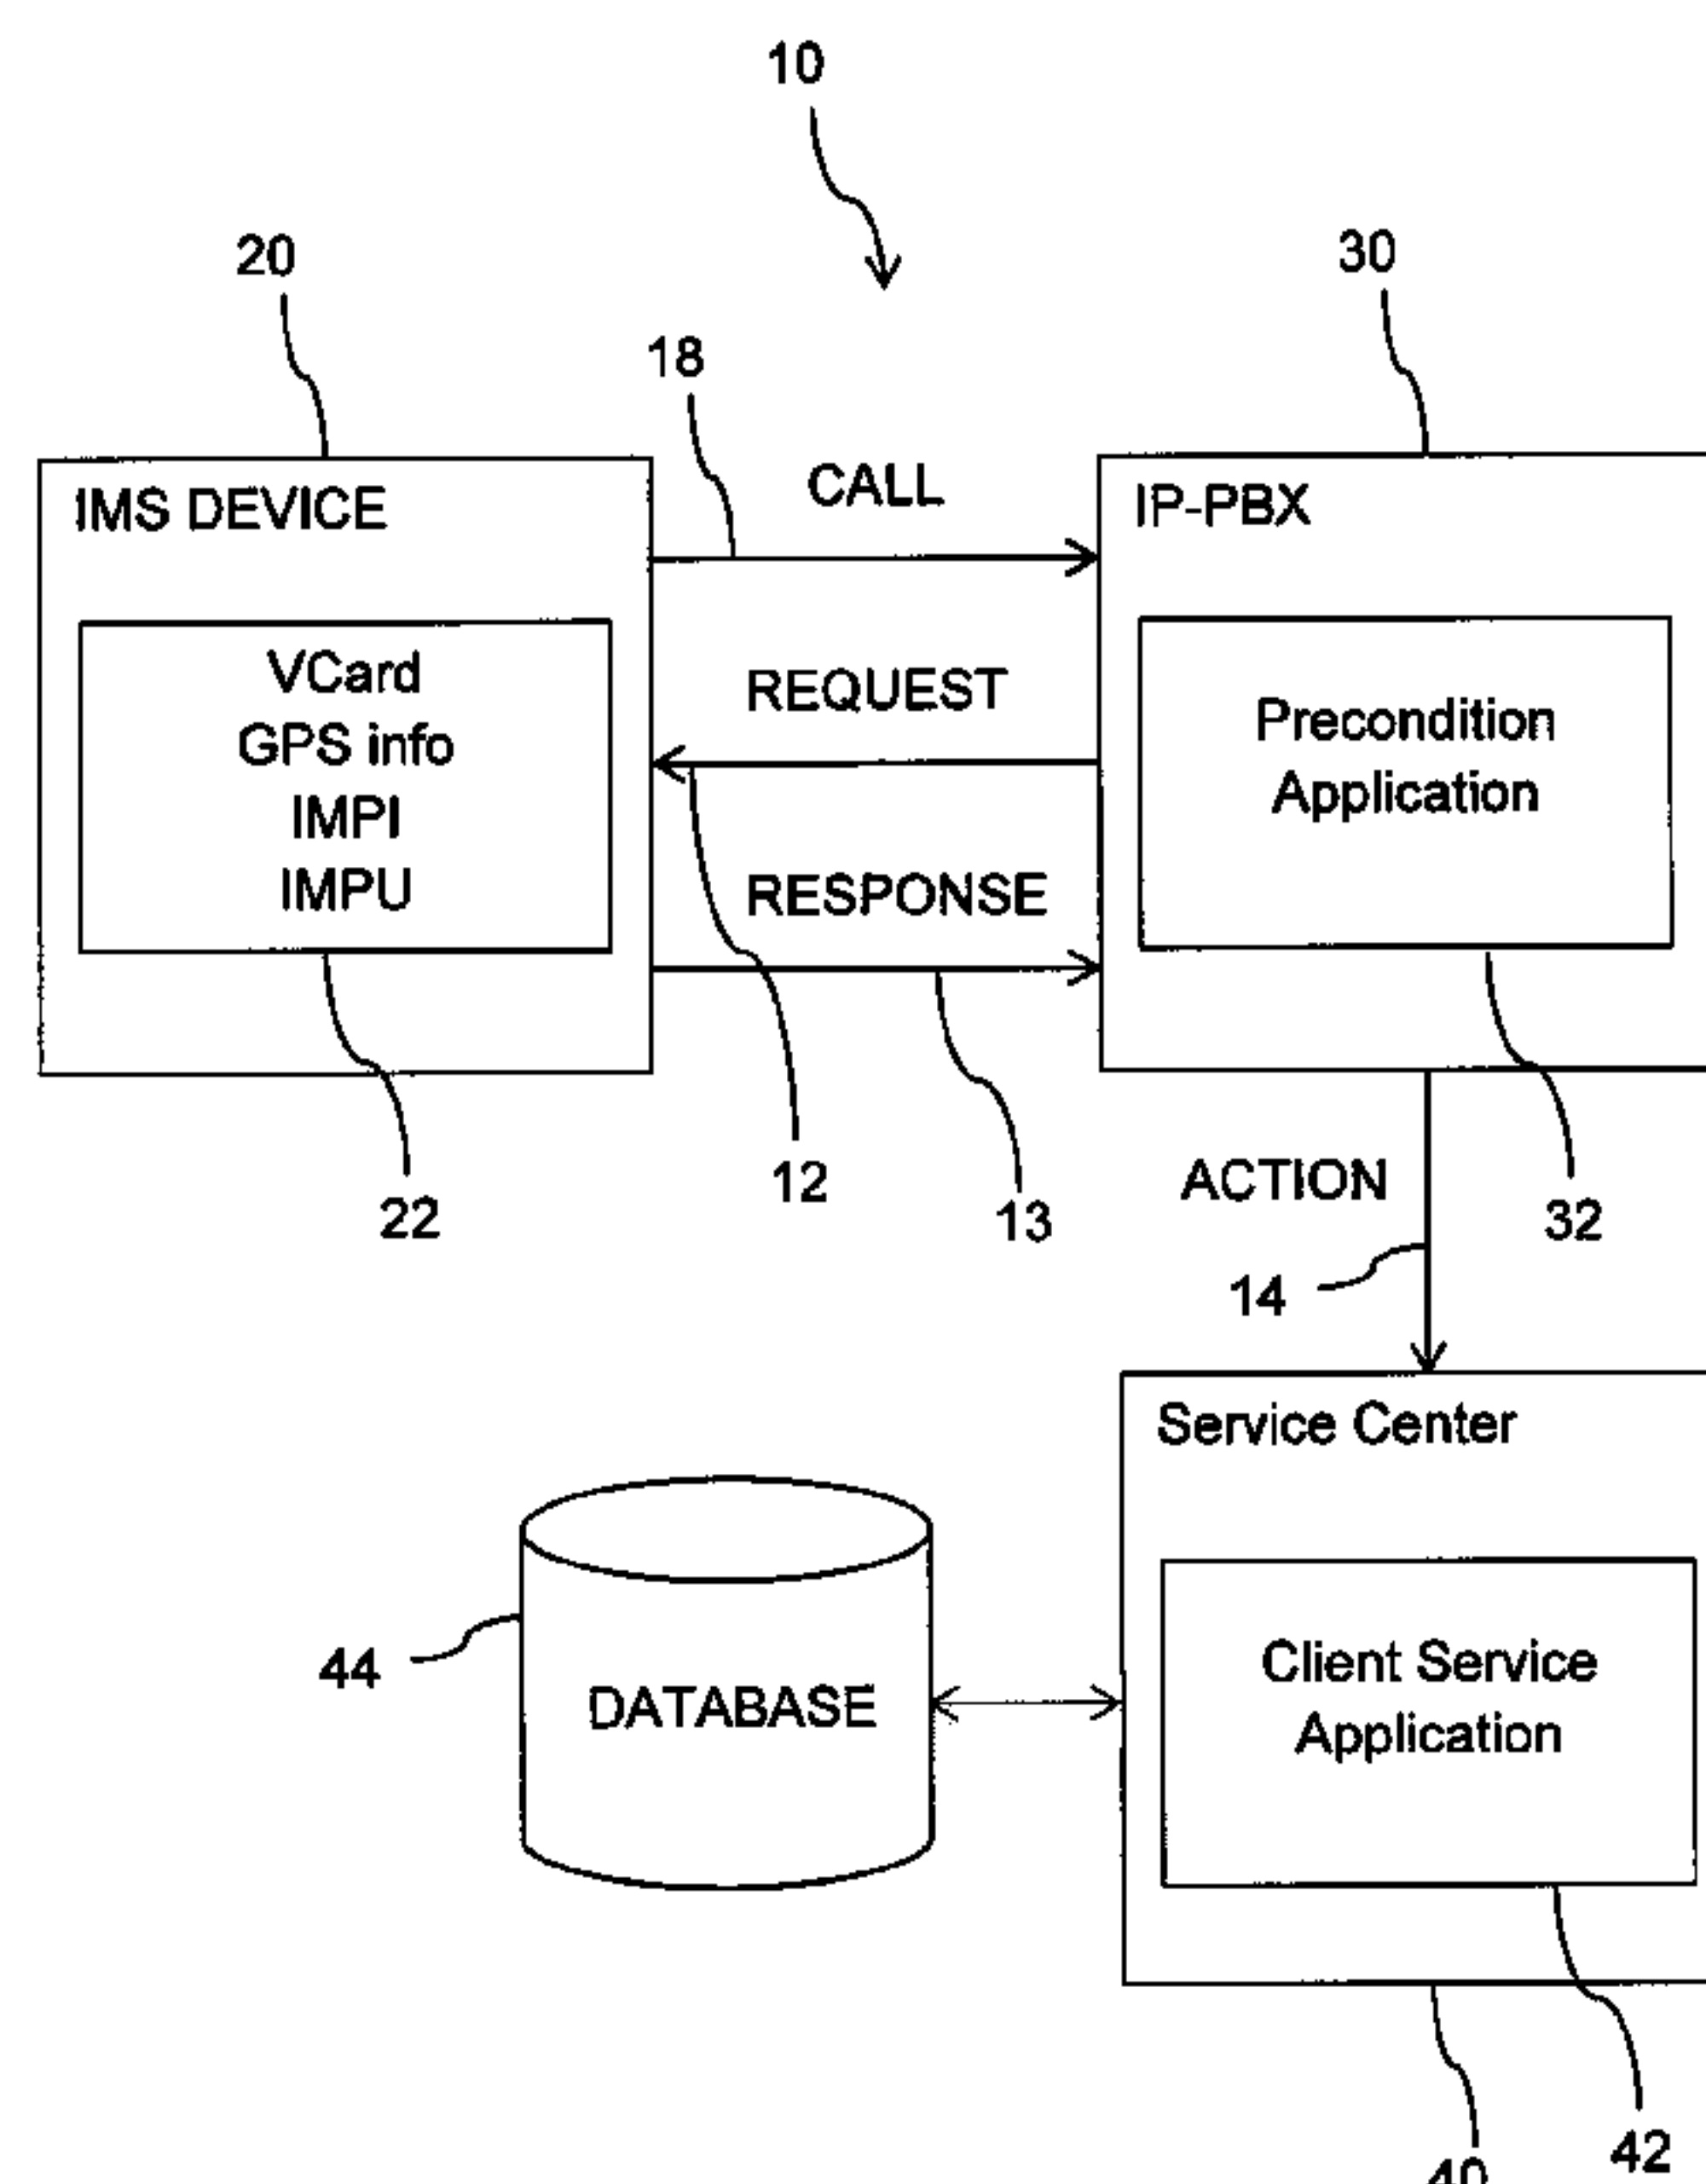 10
20
30
18
IMS DEVICE
CALL
IP-PBX
VCard
GPS info
IMPI
IMPU
REQUEST
RESPONSE
Precondition
Application
12
13
22
32
ACTION
14
Service Center
44
DATABASE
Client Service
Application
42
40